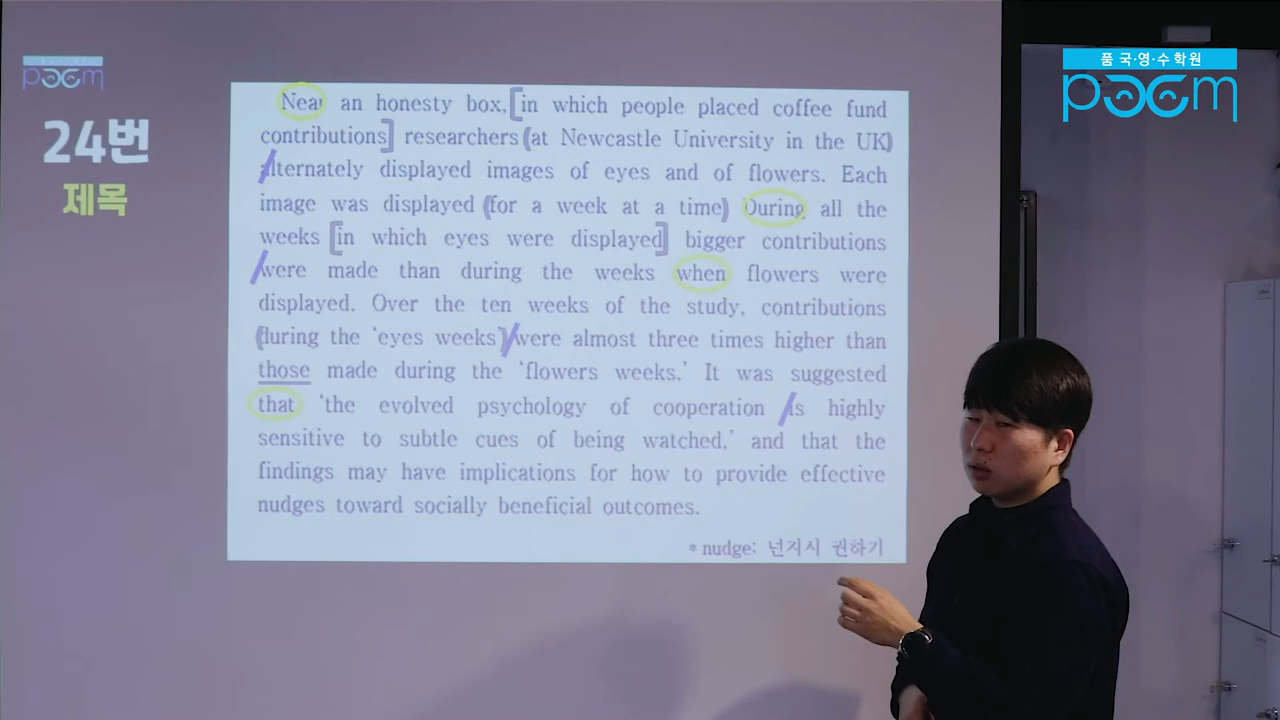 품 국·영·수 학원
poem
24번
제목
Near an honesty box, [in which people placed coffee fund
contributions] researchers (at Newcastle University in the UK)
alternately displayed images of eyes and of flowers. Each
image was displayed (for a week at a time) During all the
weeks [in which eyes were displayed] bigger contributions
were made than during the weeks when flowers were
displayed. Over the ten weeks of the study, contributions
(during the 'eyes weeks') were almost three times higher than
those made during the 'flowers weeks.' It was suggested
that 'the evolved psychology of cooperation is highly
sensitive to subtle cues of being watched,' and that the
findings may have implications for how to provide effective
nudges toward socially beneficial outcomes.
* nudge: 넌지시 권하기